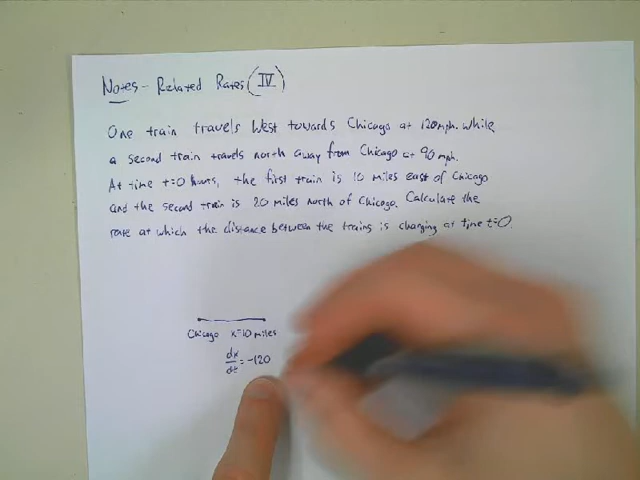 Notes - Related Rates (IV)
One train travels West towards Chicago at 120mph. while
a second train travels north away from Chicago at 90 mph.
At time t=0 hours, the first train is 10 miles east of Chicago
and the second train is 20 miles north of Chicago. Calculate the
rate at which the distance between the trains is changing at time t=0.
Chicago x=10 miles
dx/dt = -120